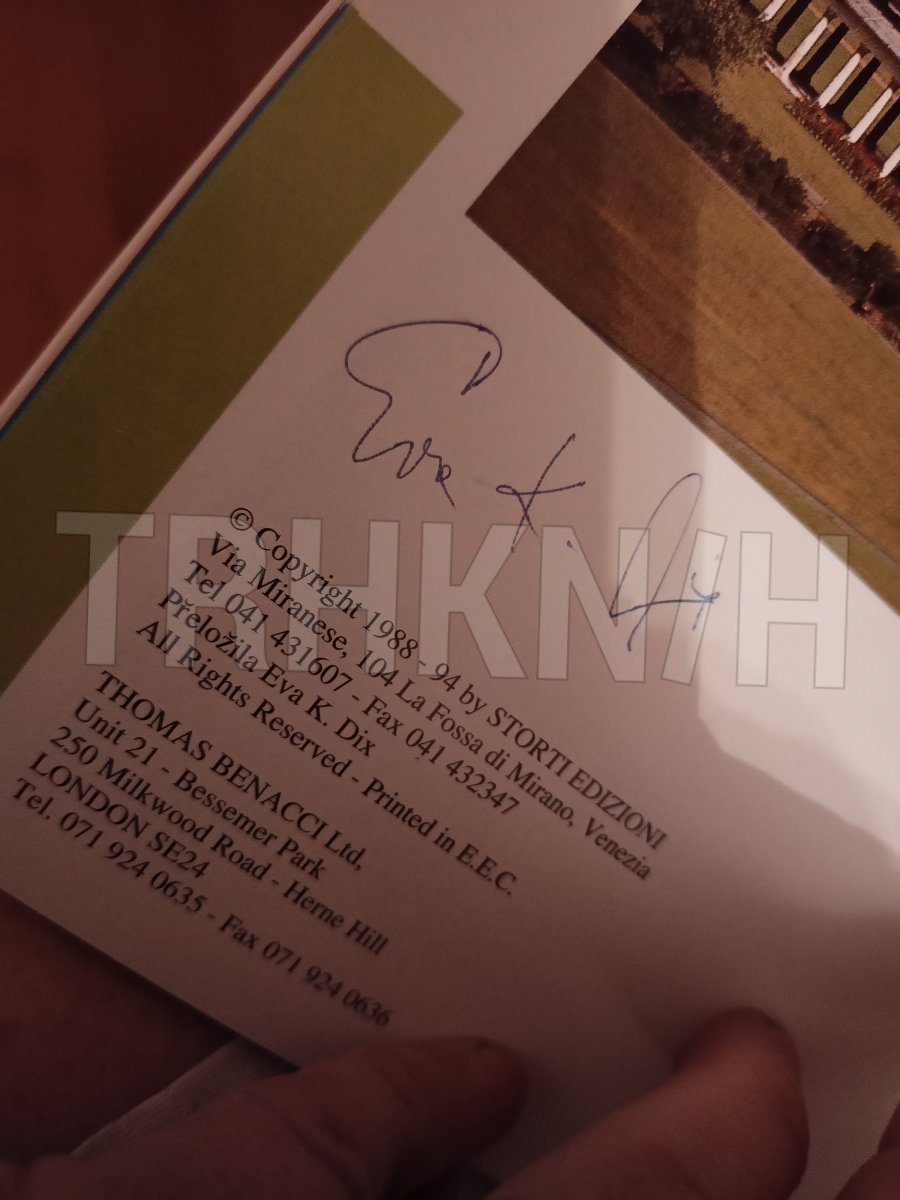 Eva K. Dix
© Copyright 1988 - 94 by STORTI EDIZIONI
Via Miranese, 104 La Fossa di Mirano, Venezia
Tel 041 431607 - Fax 041 432347
Přeložila Eva K. Dix
All Rights Reserved - Printed in E.E.C.
THOMAS BENACCI Ltd,
Unit 21 - Bessemer Park
250 Milkwood Road - Herne Hill
LONDON SE24
Tel. 071 924 0635 - Fax 071 924 0636
TRHKNIH